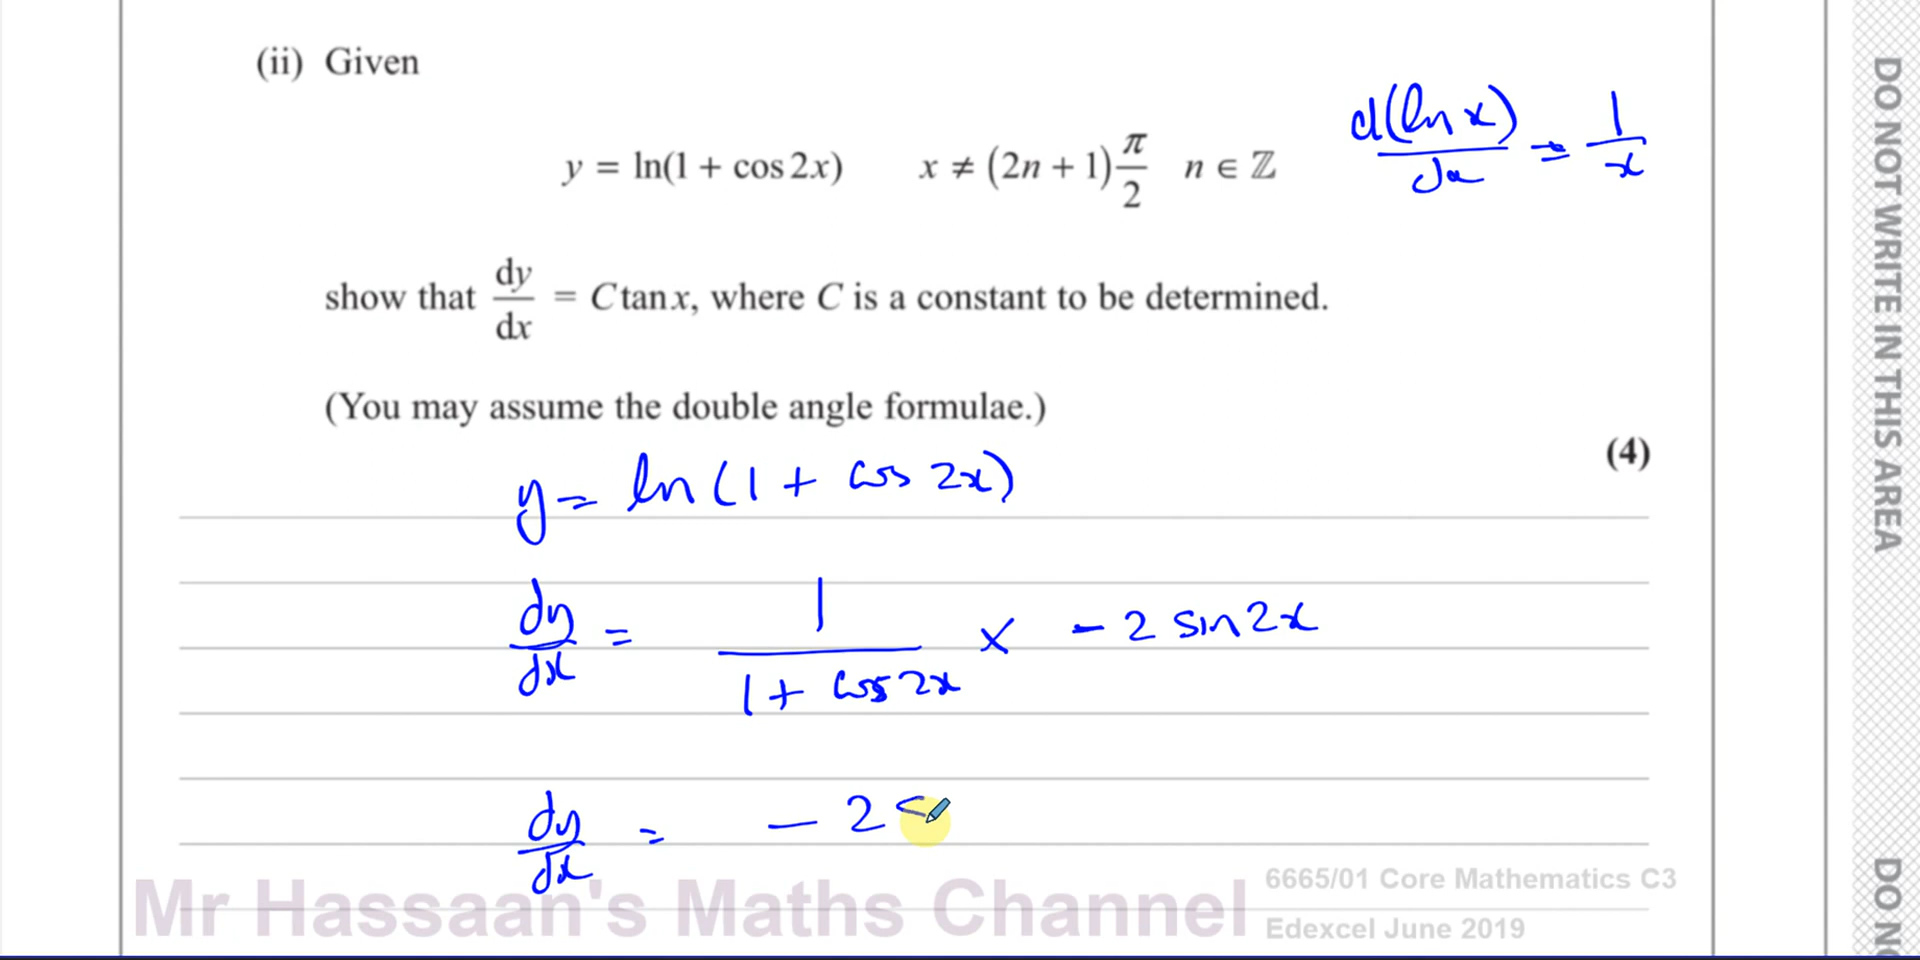 (ii) Given
y = ln(1 + cos 2x) x ≠ (2n + 1) π/2 n ∈ ℤ
d(ln x)/dx = 1/x
show that dy/dx = C tan x, where C is a constant to be determined.
(You may assume the double angle formulae.)
(4)
y = ln(1 + cos 2x)
dy/dx = 1/(1 + cos 2x) × - 2 sin 2x
dy/dx = - 2
Mr Hassaan's Maths Channel
6665/01 Core Mathematics C3
Edexcel June 2019
DO NOT WRITE IN THIS AREA
DO NO